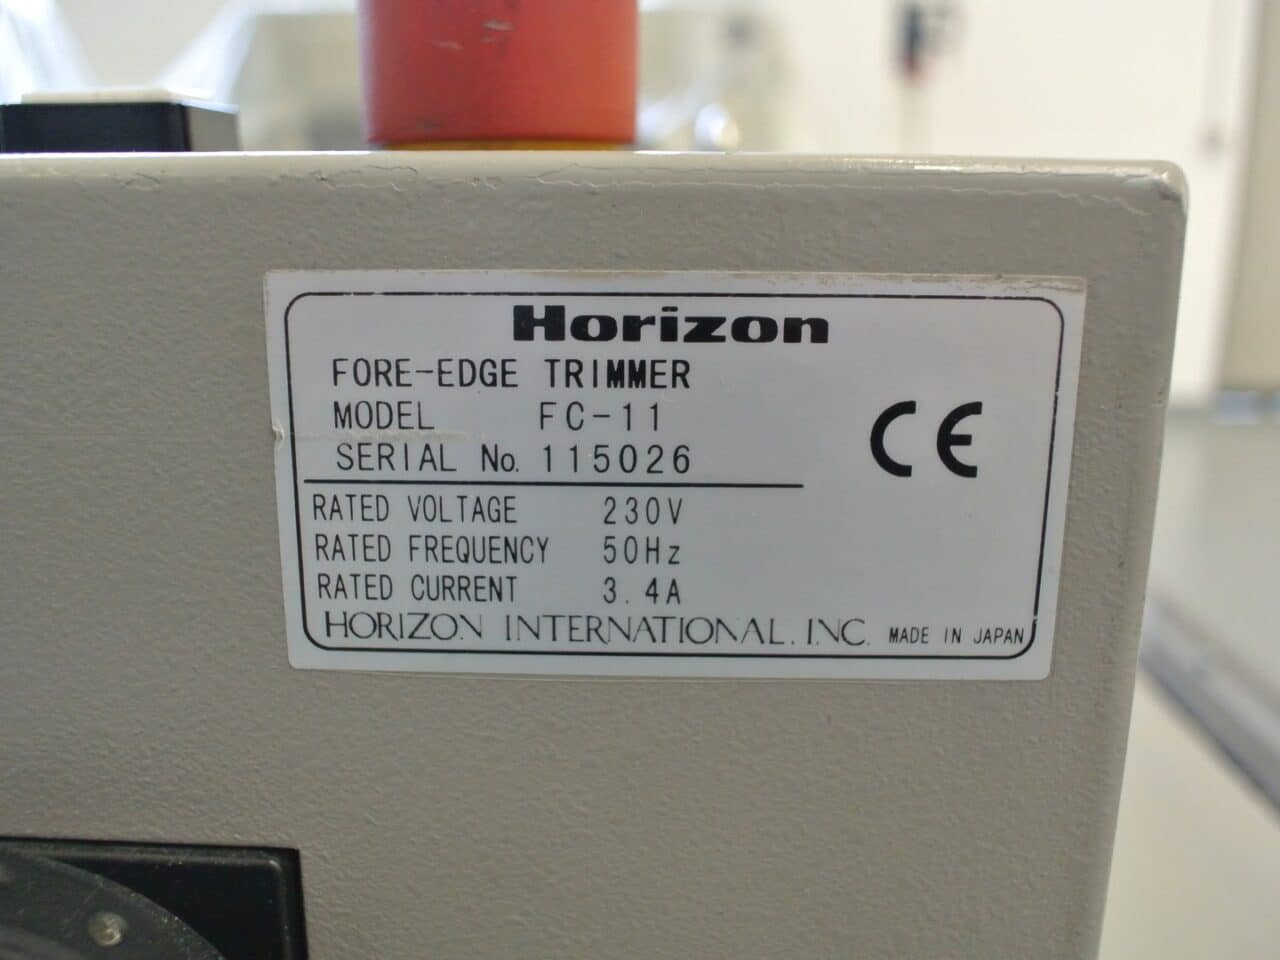 Horizon
FORE-EDGE TRIMMER
MODEL FC-11
SERIAL No. 115026
CE
RATED VOLTAGE 230V
RATED FREQUENCY 50Hz
RATED CURRENT 3.4A
HORIZON INTERNATIONAL.INC. MADE IN JAPAN